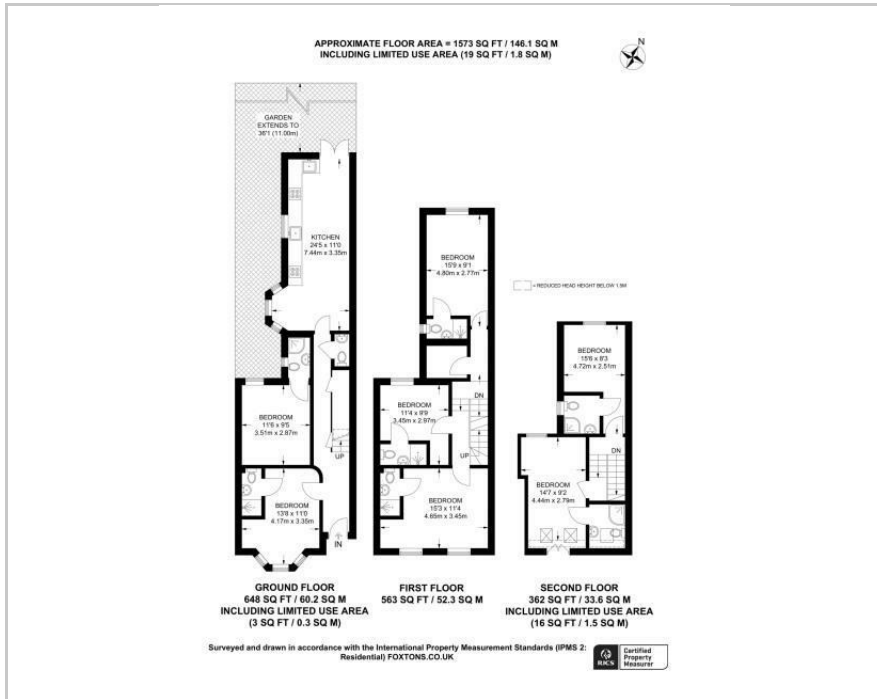 APPROXIMATE FLOOR AREA = 1573 SQ FT / 146.1 SQ M
INCLUDING LIMITED USE AREA (19 SQ FT / 1.8 SQ M)
N
GARDEN
EXTENDS TO
36'1 (11.00m)
KITCHEN
24'5 x 11'0
7.44m x 3.35m
BEDROOM
11'6 x 9'5
3.51m x 2.87m
UP
BEDROOM
13'8 x 11'0
4.17m x 3.35m
IN
GROUND FLOOR
648 SQ FT / 60.2 SQ M
INCLUDING LIMITED USE AREA
(3 SQ FT / 0.3 SQ M)
BEDROOM
15'9 x 9'1
4.80m x 2.77m
DN
BEDROOM
11'4 x 9'9
3.45m x 2.97m
UP
BEDROOM
15'3 x 11'4
4.65m x 3.45m
FIRST FLOOR
563 SQ FT / 52.3 SQ M
= REDUCED HEAD HEIGHT BELOW 1.5M
BEDROOM
15'6 x 8'3
4.72m x 2.51m
DN
BEDROOM
14'7 x 9'2
4.44m x 2.79m
SECOND FLOOR
362 SQ FT / 33.6 SQ M
INCLUDING LIMITED USE AREA
(16 SQ FT / 1.5 SQ M)
Surveyed and drawn in accordance with the International Property Measurement Standards (IPMS 2:
Residential) FOXTONS.CO.UK
RICS
Certified
Property
Measurer